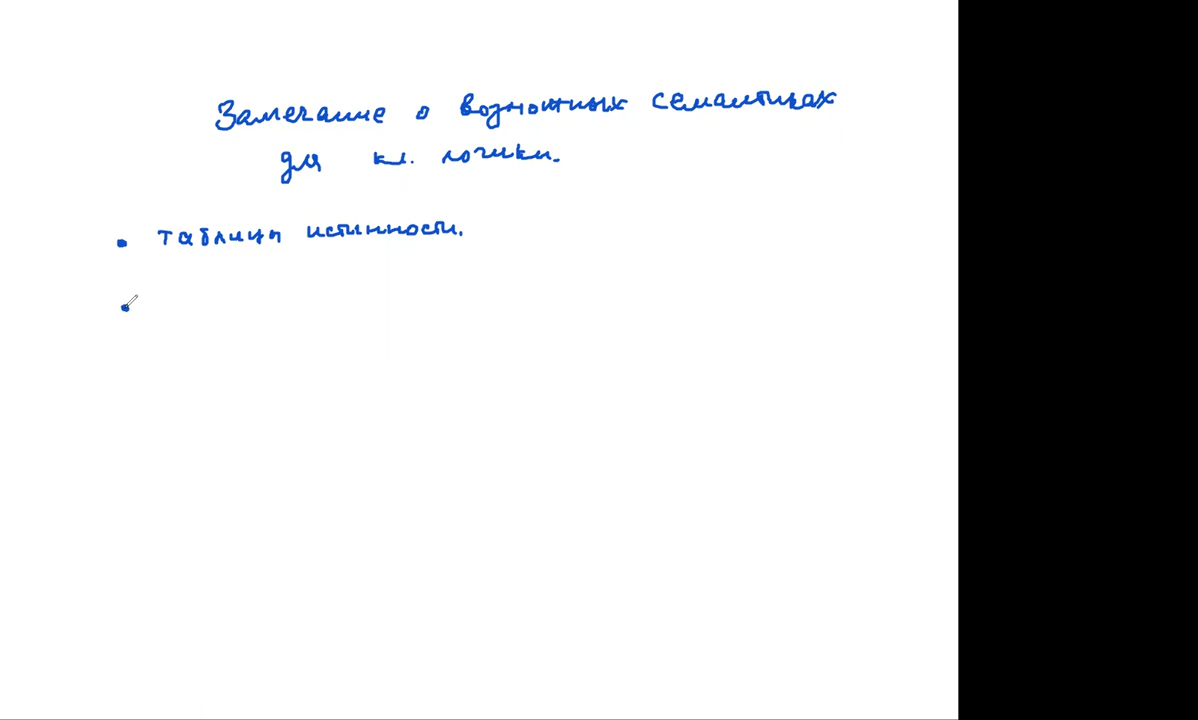 Замечание о возможных семантиках
для кл. логики.
• таблицы истинности.
•